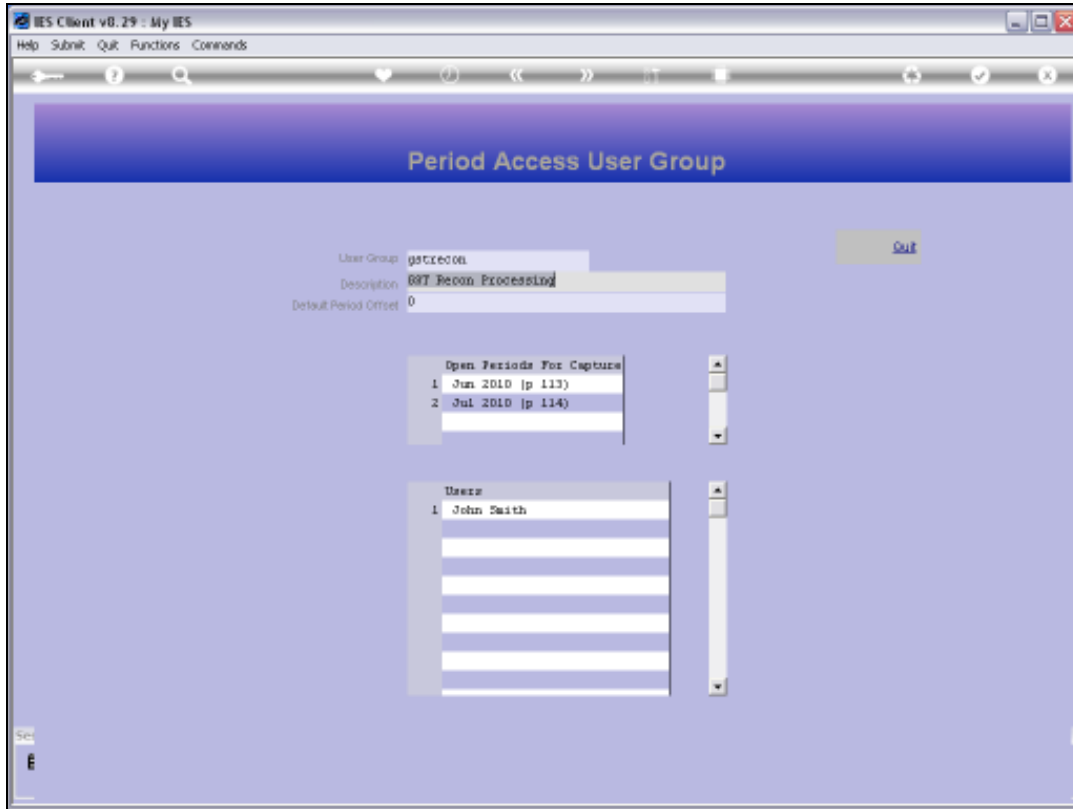 IES Client v8.29 : My IES
Help Submit Quit Functions Commands
Period Access User Group
Quit
User Group gstrecon
Description GST Recon Processing
Default Period Offset 0
Open Periods For Capture
1 Jun 2010 (p 113)
2 Jul 2010 (p 114)
Users
1 John Smith
Se